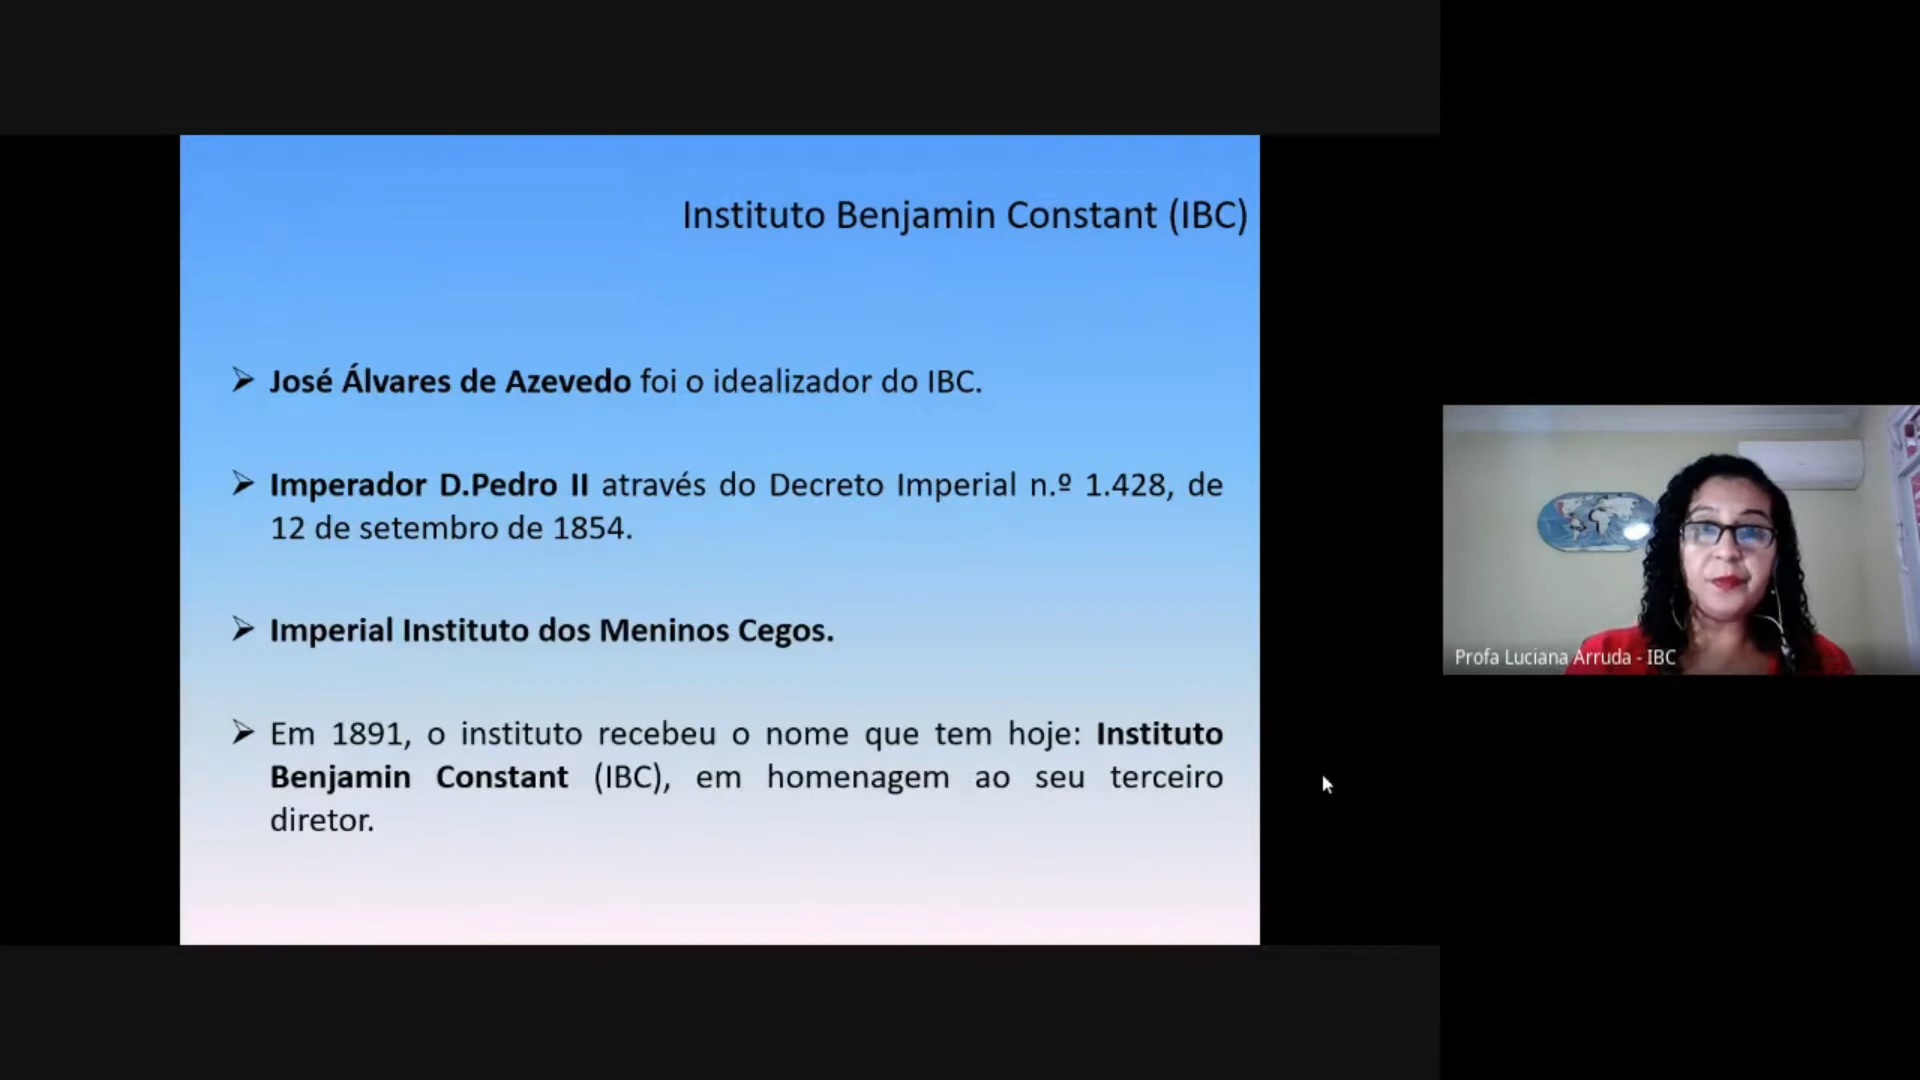 Instituto Benjamin Constant (IBC)
José Álvares de Azevedo foi o idealizador do IBC.
Imperador D.Pedro II através do Decreto Imperial n.º 1.428, de
12 de setembro de 1854.
Imperial Instituto dos Meninos Cegos.
Em 1891, o instituto recebeu o nome que tem hoje: Instituto
Benjamin Constant (IBC), em homenagem ao seu terceiro
diretor.
Profa Luciana Arruda - IBC